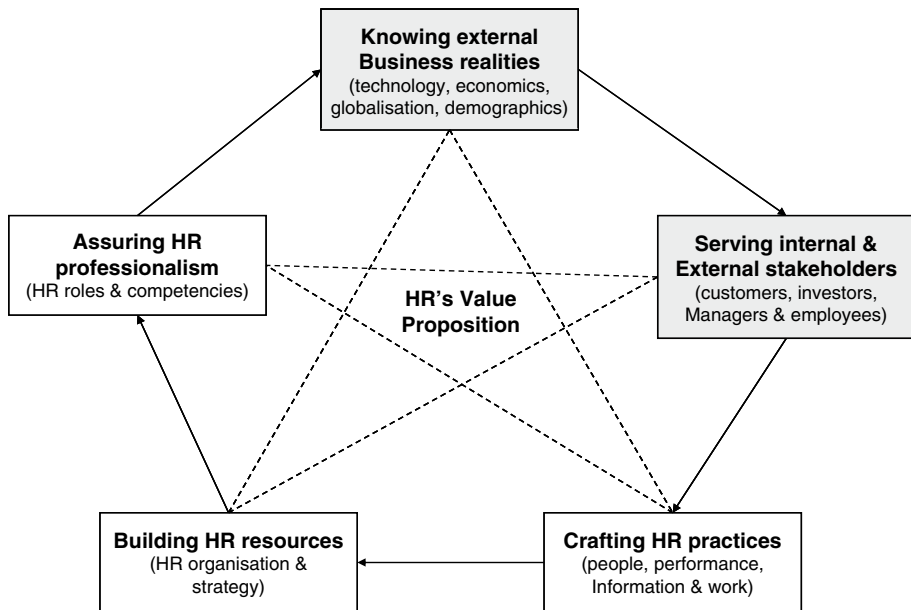 Knowing external
Business realities
(technology, economics,
globalisation, demographics)
Assuring HR
professionalism
(HR roles & competencies)
Serving internal &
External stakeholders
(customers, investors,
Managers & employees)
HR’s Value
Proposition
Building HR resources
(HR organisation &
strategy)
Crafting HR practices
(people, performance,
Information & work)